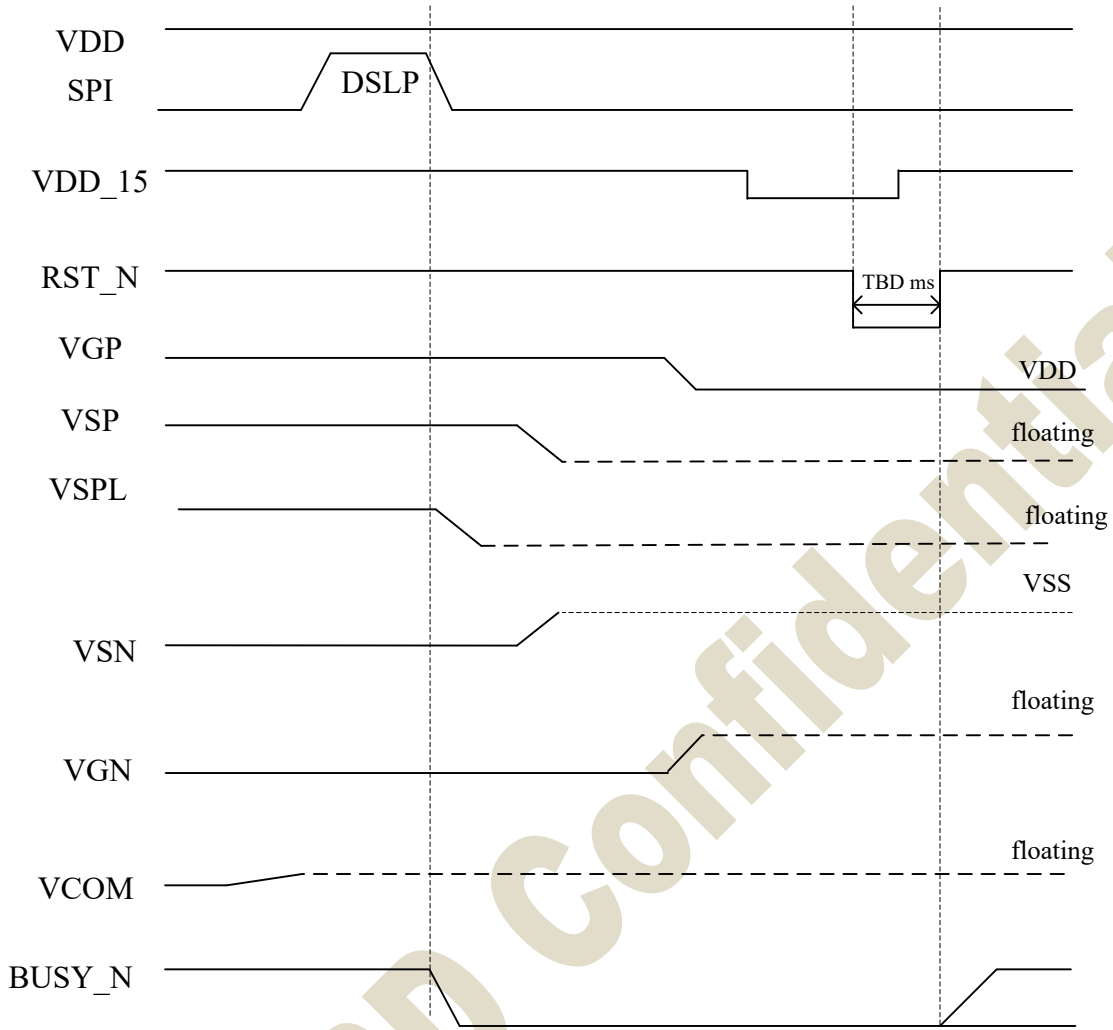 VDD
SPI
DSLP
VDD_15
RST_N
TBD ms
VGP
VDD
VSP
floating
VSPL
floating
VSS
VSN
floating
VGN
floating
VCOM
BUSY_N
Confidential